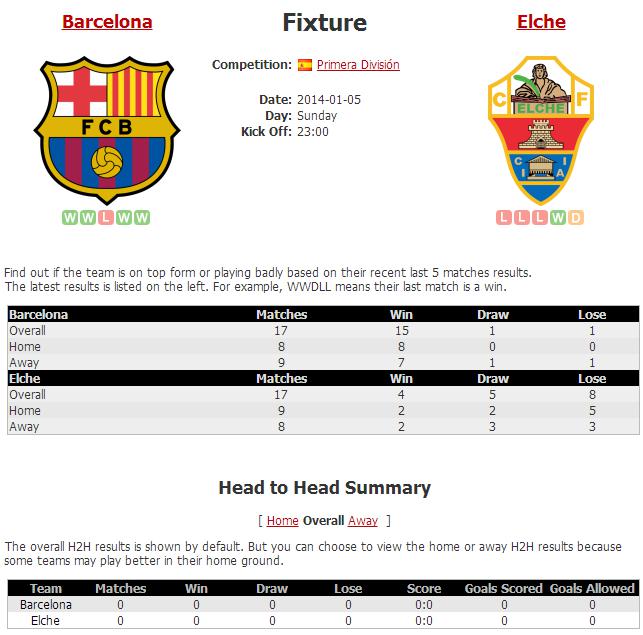 Barcelona Fixture Elche
Competition: Primera División
Date: 2014-01-05
Day: Sunday
Kick Off: 23:00
F C B
C F
ELCHE
C I
I A
W W L W W
L L L W D
Find out if the team is on top form or playing badly based on their recent last 5 matches results.
The latest results is listed on the left. For example, WWDLL means their last match is a win.
Barcelona Matches Win Draw Lose
Overall 17 15 1 1
Home 8 8 0 0
Away 9 7 1 1
Elche Matches Win Draw Lose
Overall 17 4 5 8
Home 9 2 2 5
Away 8 2 3 3
Head to Head Summary
[ Home Overall Away ]
The overall H2H results is shown by default. But you can choose to view the home or away H2H results because
some teams may play better in their home ground.
Team Matches Win Draw Lose Score Goals Scored Goals Allowed
Barcelona 0 0 0 0 0:0 0 0
Elche 0 0 0 0 0:0 0 0